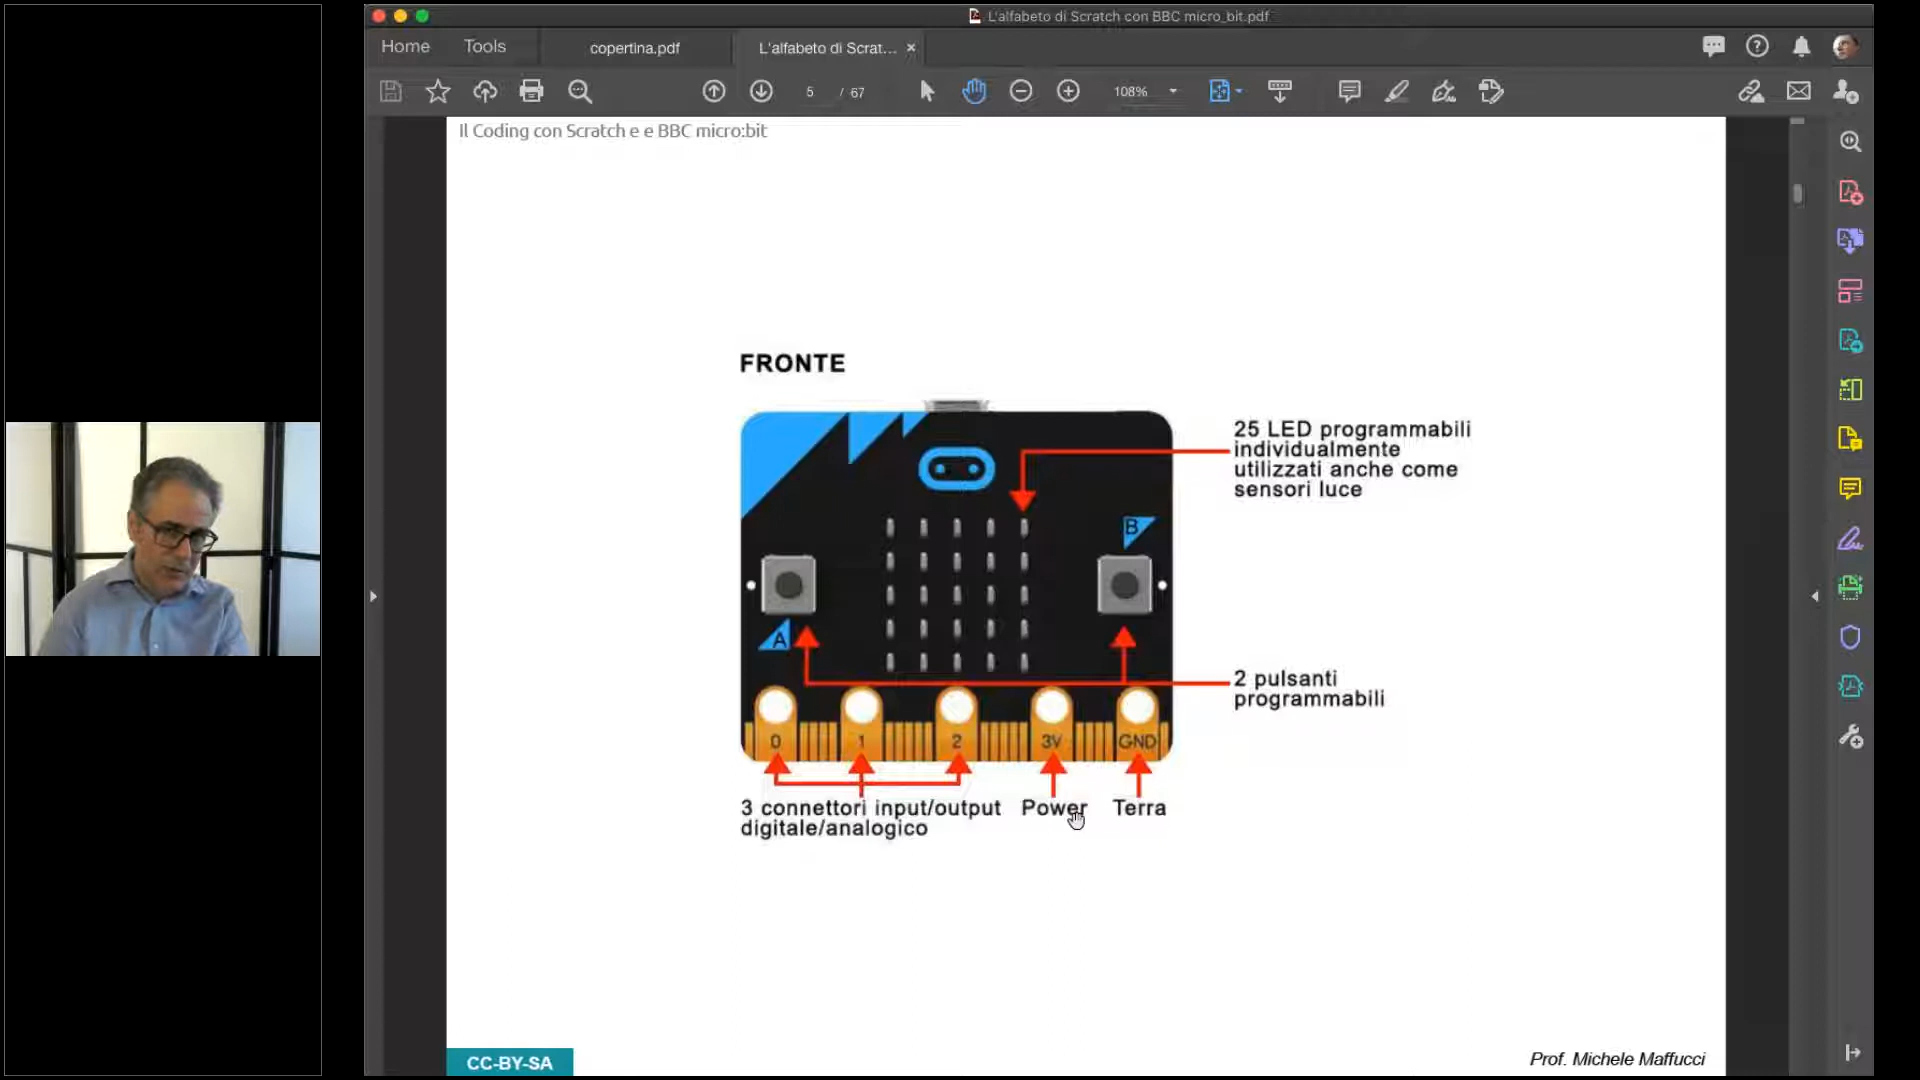 L'alfabeto di Scratch con BBC micro_bit.pdf
Home
Tools
copertina.pdf
L'alfabeto di Scrat...
5 / 67
108%
Il Coding con Scratch e e BBC micro:bit
FRONTE
25 LED programmabili
individualmente
utilizzati anche come
sensori luce
B
A
2 pulsanti
programmabili
0
1
2
3V
GND
3 connettori input/output
digitale/analogico
Power
Terra
CC-BY-SA
Prof. Michele Maffucci